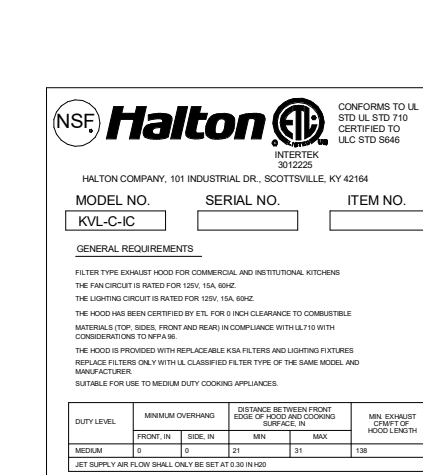 NSF
Halton
CONFORMS TO UL
STD UL STD 710
CERTIFIED TO
ULC STD S646
INTERTEK
3012225
HALTON COMPANY, 101 INDUSTRIAL DR., SCOTTSVILLE, KY 42164
MODEL NO. SERIAL NO. ITEM NO.
KVL-C-IC
GENERAL REQUIREMENTS
FILTER TYPE EXHAUST HOOD FOR COMMERCIAL AND INSTITUTIONAL KITCHENS
THE FAN CIRCUIT IS RATED FOR 125V, 15A, 60HZ.
THE LIGHTING CIRCUIT IS RATED FOR 125V, 15A, 60HZ.
THE HOOD HAS BEEN CERTIFIED BY ETL FOR 0 INCH CLEARANCE TO COMBUSTIBLE
MATERIALS (TOP, SIDES, FRONT AND REAR) IN COMPLIANCE WITH UL710 WITH
CONSIDERATIONS TO NFPA 96.
THE HOOD IS PROVIDED WITH REPLACEABLE KSA FILTERS AND LIGHTING FIXTURES
REPLACE FILTERS ONLY WITH UL CLASSIFIED FILTER TYPE OF THE SAME MODEL AND
MANUFACTURER.
SUITABLE FOR USE TO MEDIUM DUTY COOKING APPLIANCES.
DUTY LEVEL
MINIMUM OVERHANG
DISTANCE BETWEEN FRONT
EDGE OF HOOD AND COOKING
SURFACE, IN
MIN. EXHAUST
CFM/FT OF
HOOD LENGTH
FRONT, IN SIDE, IN MIN MAX
MEDIUM 0 0 21 31 138
JET SUPPLY AIR FLOW SHALL ONLY BE SET AT 0.30 IN H20